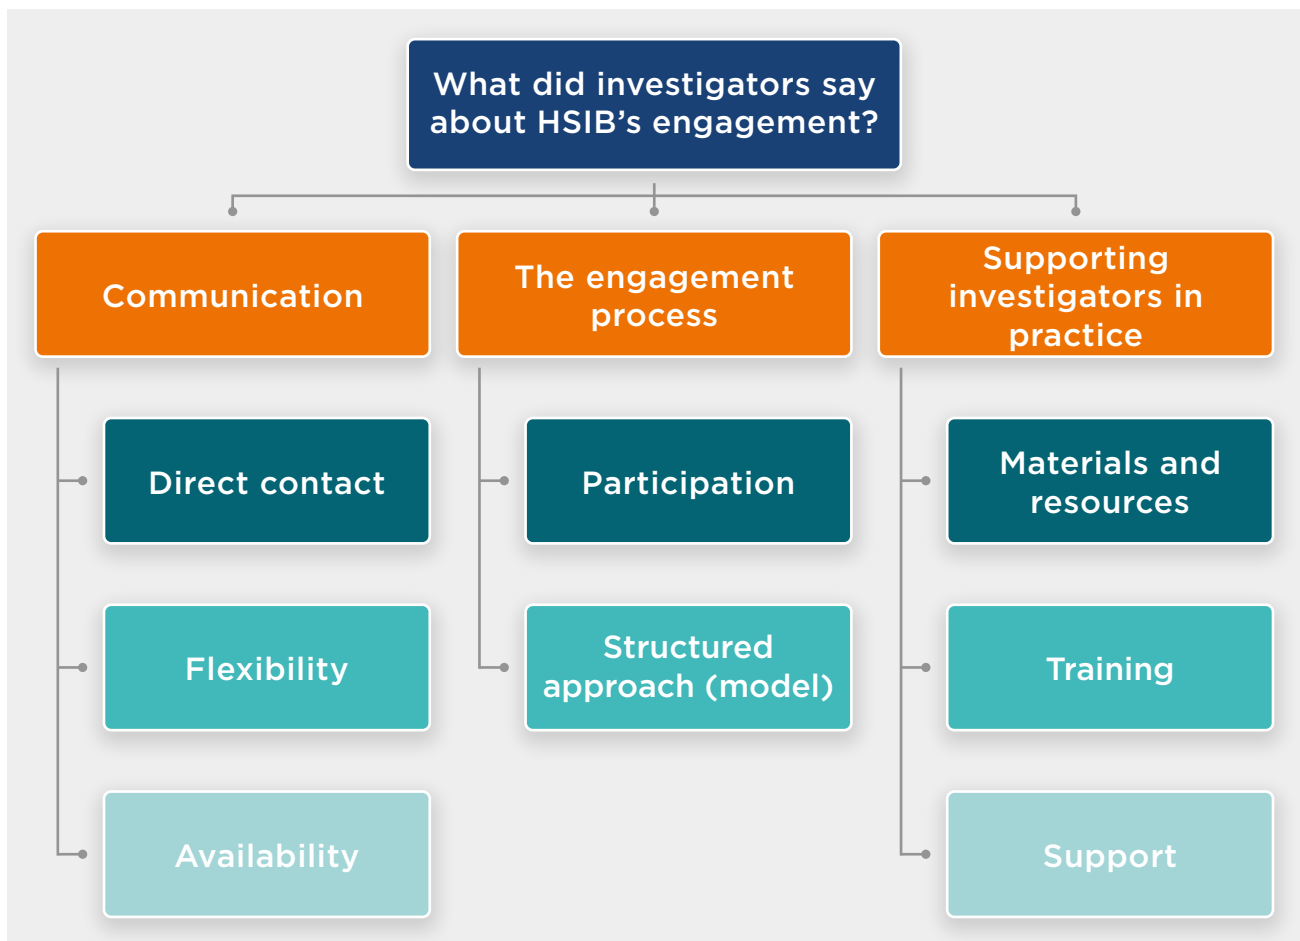 What did investigators say
about HSIB’s engagement?
Communication
The engagement
process
Supporting
investigators in
practice
Direct contact
Participation
Materials and
resources
Flexibility
Structured
approach (model)
Training
Availability
Support